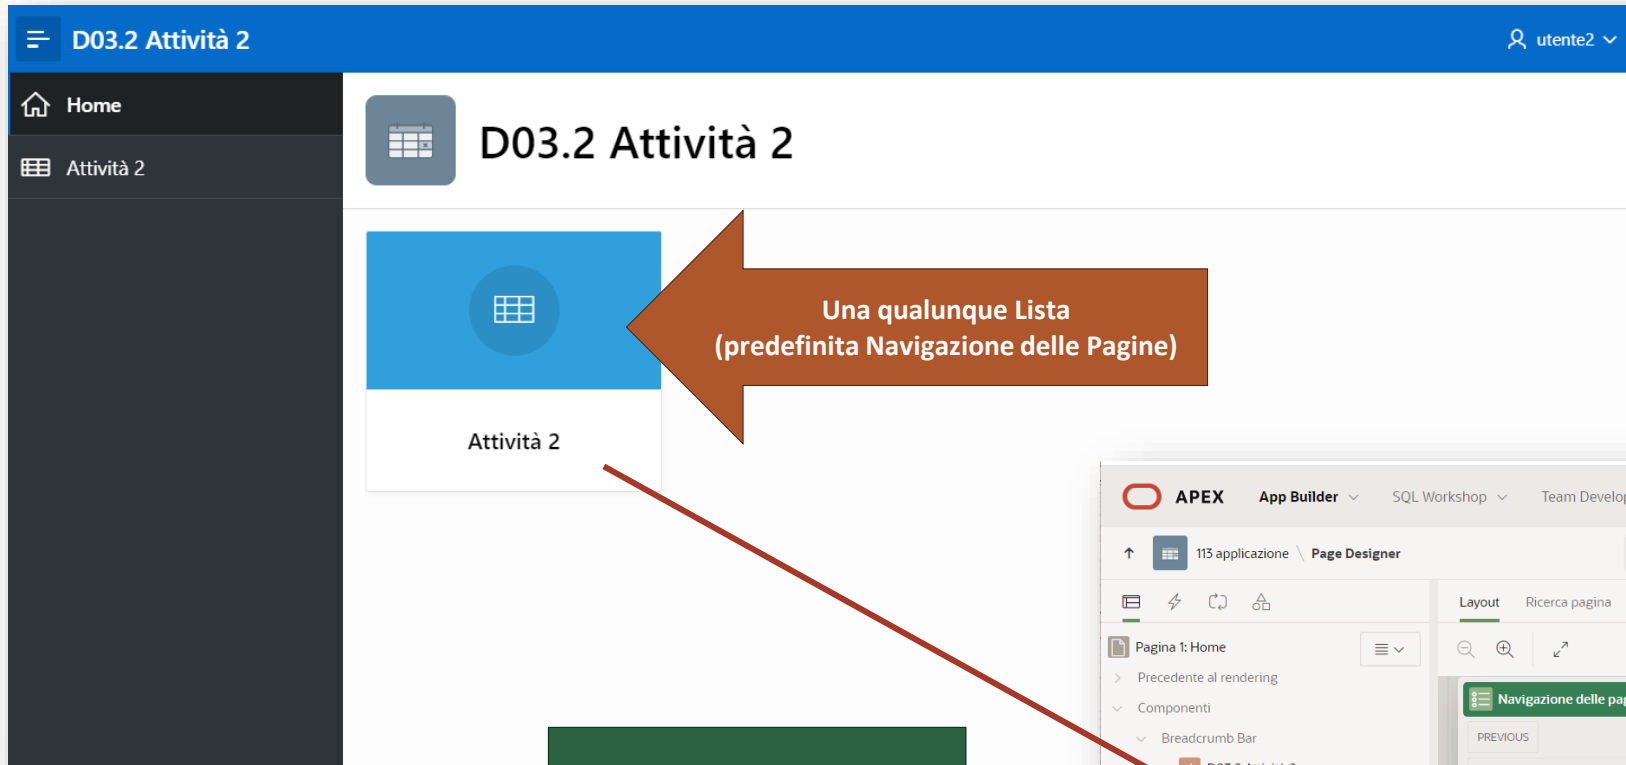 D03.2 Attività 2
utente2
Home
Attività 2
D03.2 Attività 2
Una qualunque Lista
(predefinita Navigazione delle Pagine)
Attività 2
APEX App Builder SQL Workshop Team Develop
113 applicazione \ Page Designer
Layout Ricerca pagina
Pagina 1: Home
Precedente al rendering
Navigazione delle pag
Componenti
PREVIOUS
Breadcrumb Bar